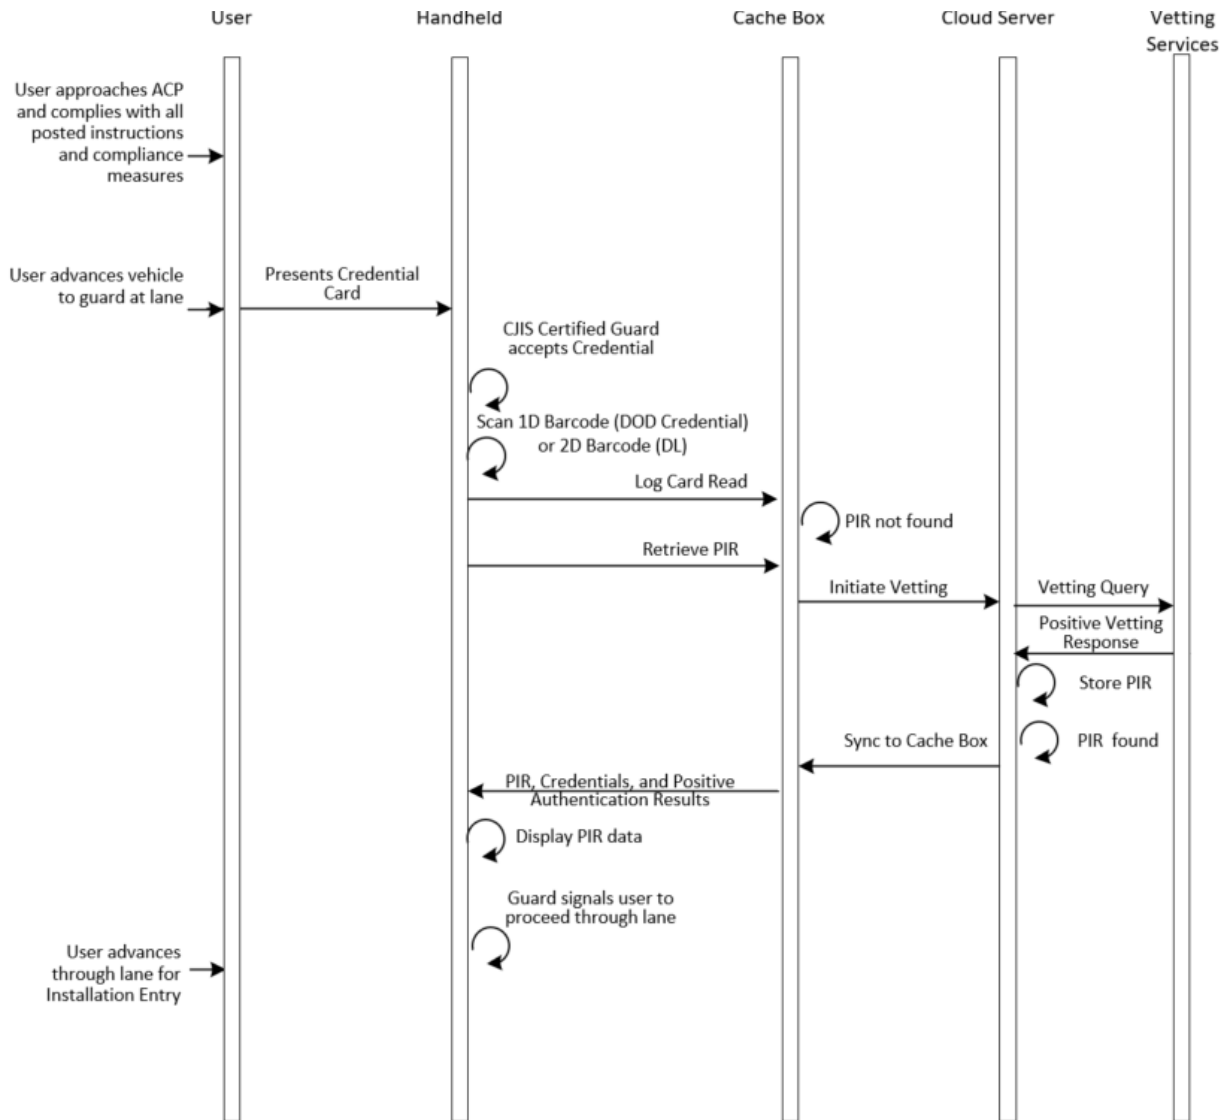 User
Handheld
Cache Box
Cloud Server
Vetting
Services
User approaches ACP
and complies with all
posted instructions
and compliance
measures
User advances vehicle
to guard at lane
Presents Credential
Card
CJIS Certified Guard
accepts Credential
Scan 1D Barcode (DOD Credential)
or 2D Barcode (DL)
Log Card Read
PIR not found
Retrieve PIR
Initiate Vetting
Vetting Query
Positive Vetting
Response
Store PIR
PIR found
Sync to Cache Box
PIR, Credentials, and Positive
Authentication Results
Display PIR data
Guard signals user to
proceed through lane
User advances
through lane for
Installation Entry